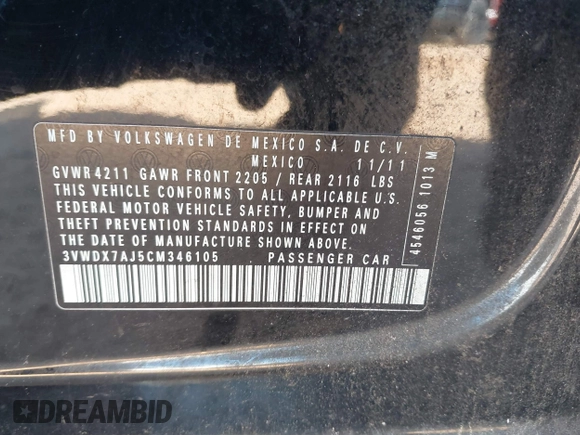 MFD BY VOLKSWAGEN DE MEXICO S.A. DE C.V.
MEXICO 11/11
GVWR 4211 GAWR FRONT 2205 / REAR 2116 LBS
THIS VEHICLE CONFORMS TO ALL APPLICABLE U.S.
FEDERAL MOTOR VEHICLE SAFETY, BUMPER AND
THEFT PREVENTION STANDARDS IN EFFECT ON
THE DATE OF MANUFACTURE SHOWN ABOVE.
3VWDX7AJ5CM346105 PASSENGER CAR
4546056 1013 M
DREAMBID